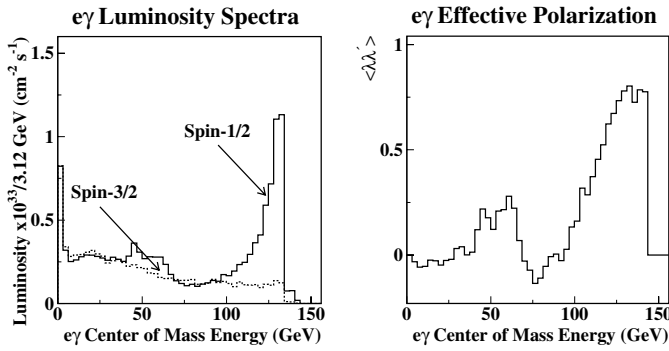 eγ Luminosity Spectra
Luminosity x10³³/3.12 GeV (cm⁻² s⁻¹)
1.5
1
0.5
0
Spin-1/2
Spin-3/2
0 50 100 150
eγ Center of Mass Energy (GeV)
eγ Effective Polarization
<λλ′>
1
0.5
0
0 50 100 150
eγ Center of Mass Energy (GeV)